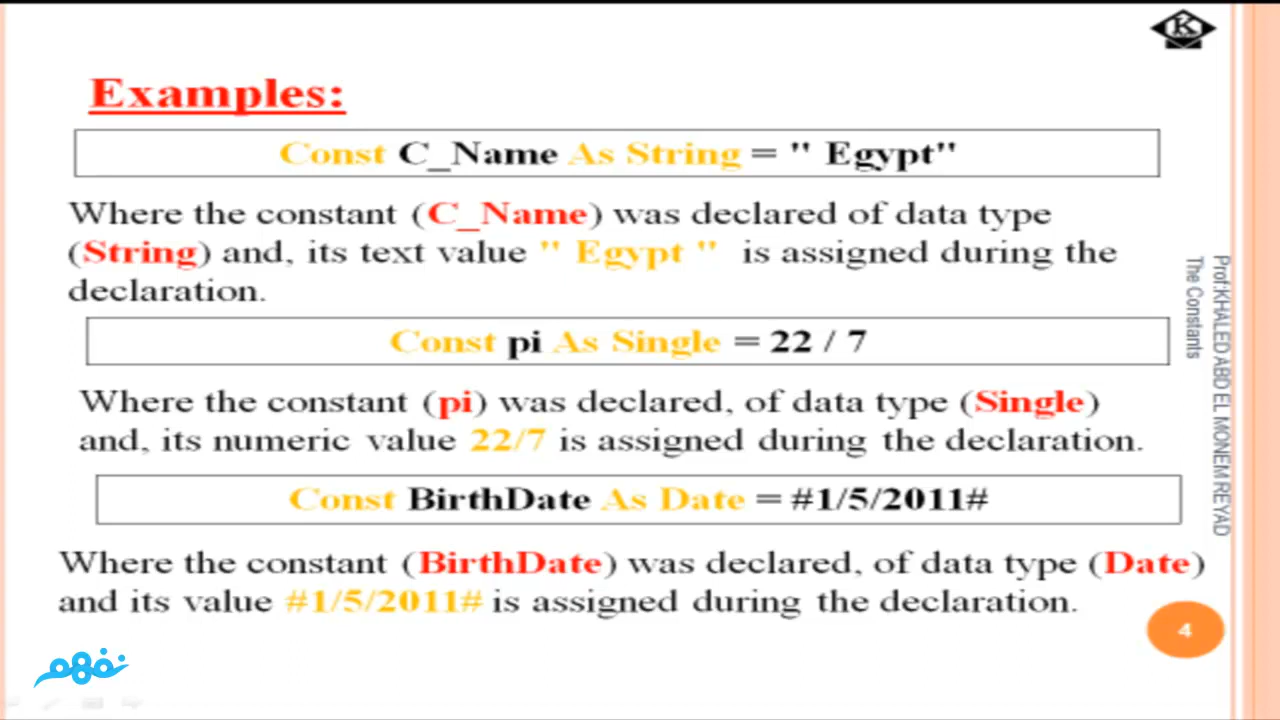 K
Examples:
Const C_Name As String = " Egypt"
Where the constant (C_Name) was declared of data type
(String) and, its text value " Egypt " is assigned during the
declaration.
Const pi As Single = 22 / 7
Where the constant (pi) was declared, of data type (Single)
and, its numeric value 22/7 is assigned during the declaration.
Const BirthDate As Date = #1/5/2011#
Where the constant (BirthDate) was declared, of data type (Date)
and its value #1/5/2011# is assigned during the declaration.
Prof:KHALED ABD EL MONEM REYAD
The Constants
4
نفهم